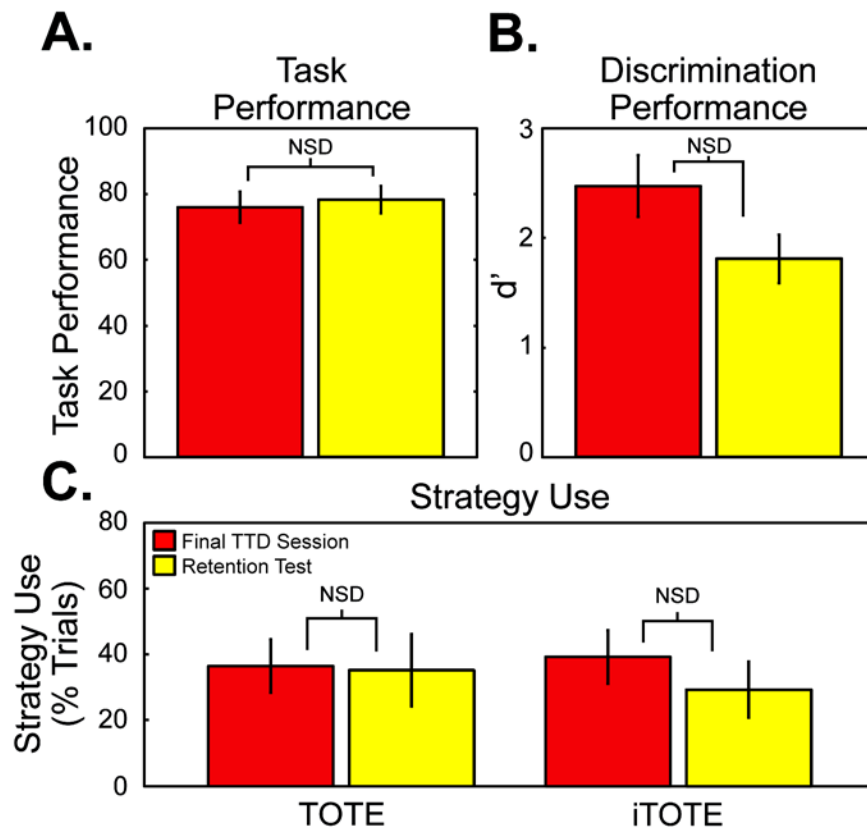 A.
Task
Performance
Task Performance
100
80
60
40
20
0
NSD
B.
Discrimination
Performance
d'
3
2
1
0
NSD
C.
Strategy Use
Strategy Use
(% Trials)
80
60
40
20
0
Final TTD Session
Retention Test
NSD
NSD
TOTE
iTOTE